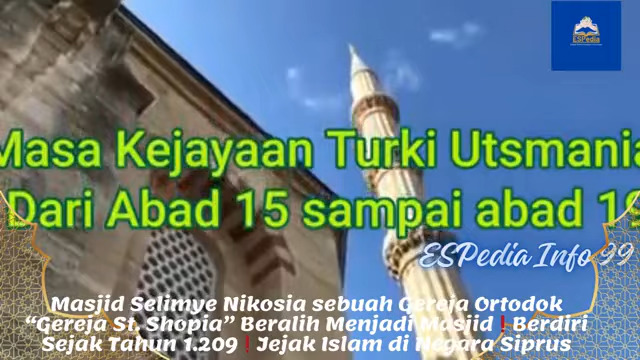 ESPedia
Masa Kejayaan Turki Utsmania
Dari Abad 15 sampai abad 19
ESPedia Info 99
Masjid Selimye Nikosia sebuah Gereja Ortodok
“Gereja St. Shopia” Beralih Menjadi Masjid❗Berdiri
Sejak Tahun 1.209❗Jejak Islam di Negara Siprus